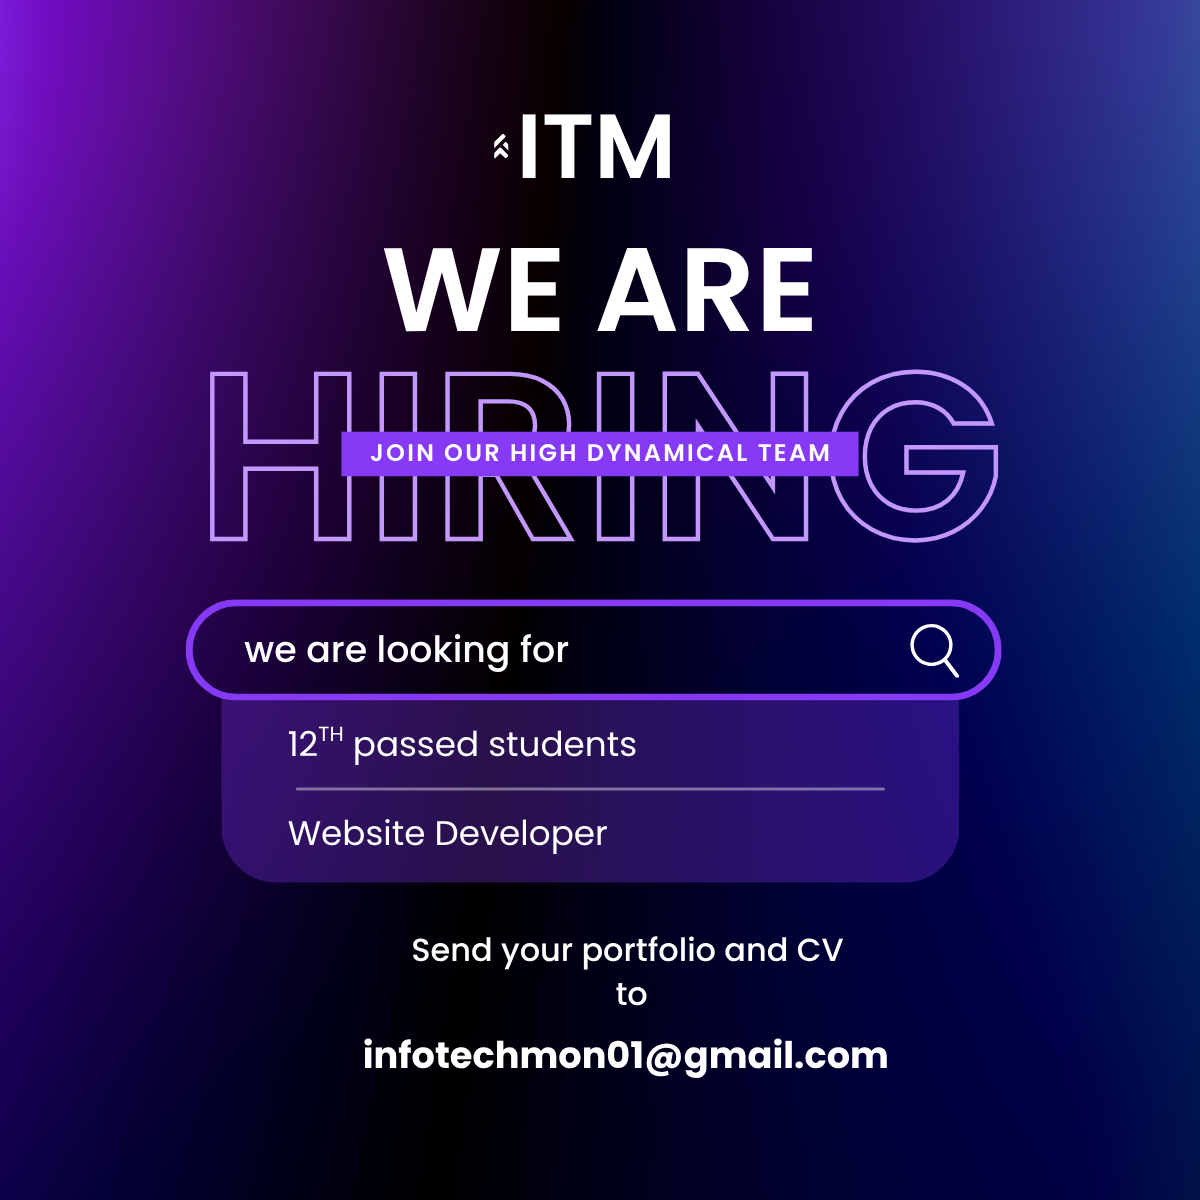 ITM
WE ARE
HIRING
JOIN OUR HIGH DYNAMICAL TEAM
we are looking for
12TH passed students
Website Developer
Send your portfolio and CV
to
infotechmon01@gmail.com